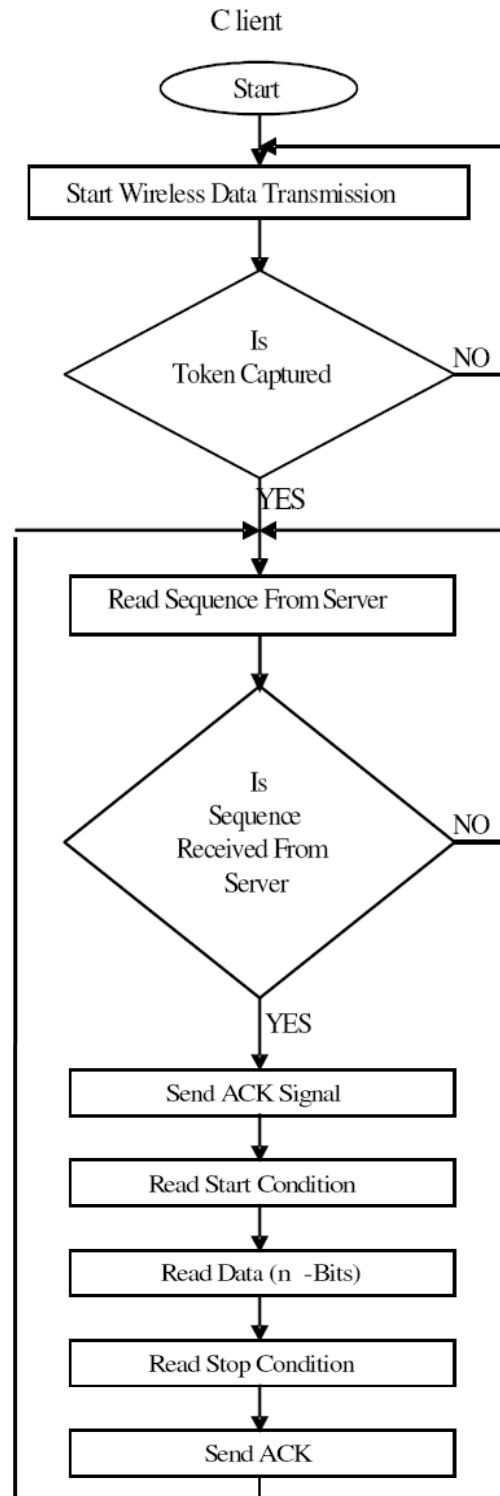 Client
Start
Start Wireless Data Transmission
Is
Token Captured
NO
YES
Read Sequence From Server
Is
Sequence
Received From
Server
NO
YES
Send ACK Signal
Read Start Condition
Read Data (n -Bits)
Read Stop Condition
Send ACK